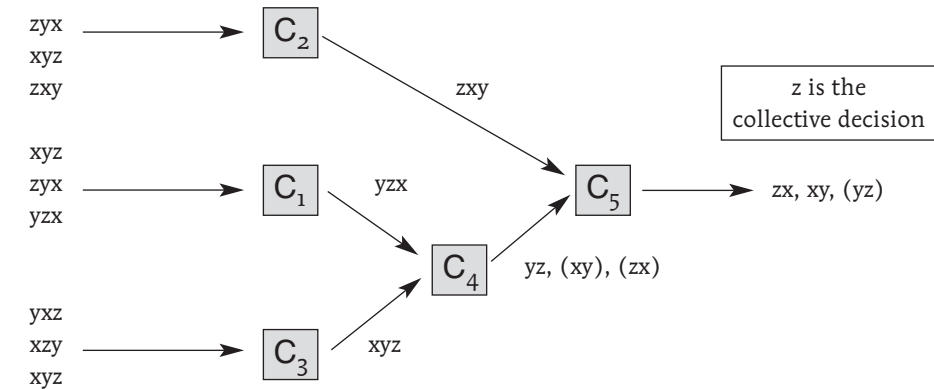 zyx
xyz
zxy
C₂
zxy
z is the
collective decision
xyz
zyx
yzx
C₁
yzx
C₅
zx, xy, (yz)
C₄
yz, (xy), (zx)
yxz
xzy
xyz
C₃
xyz